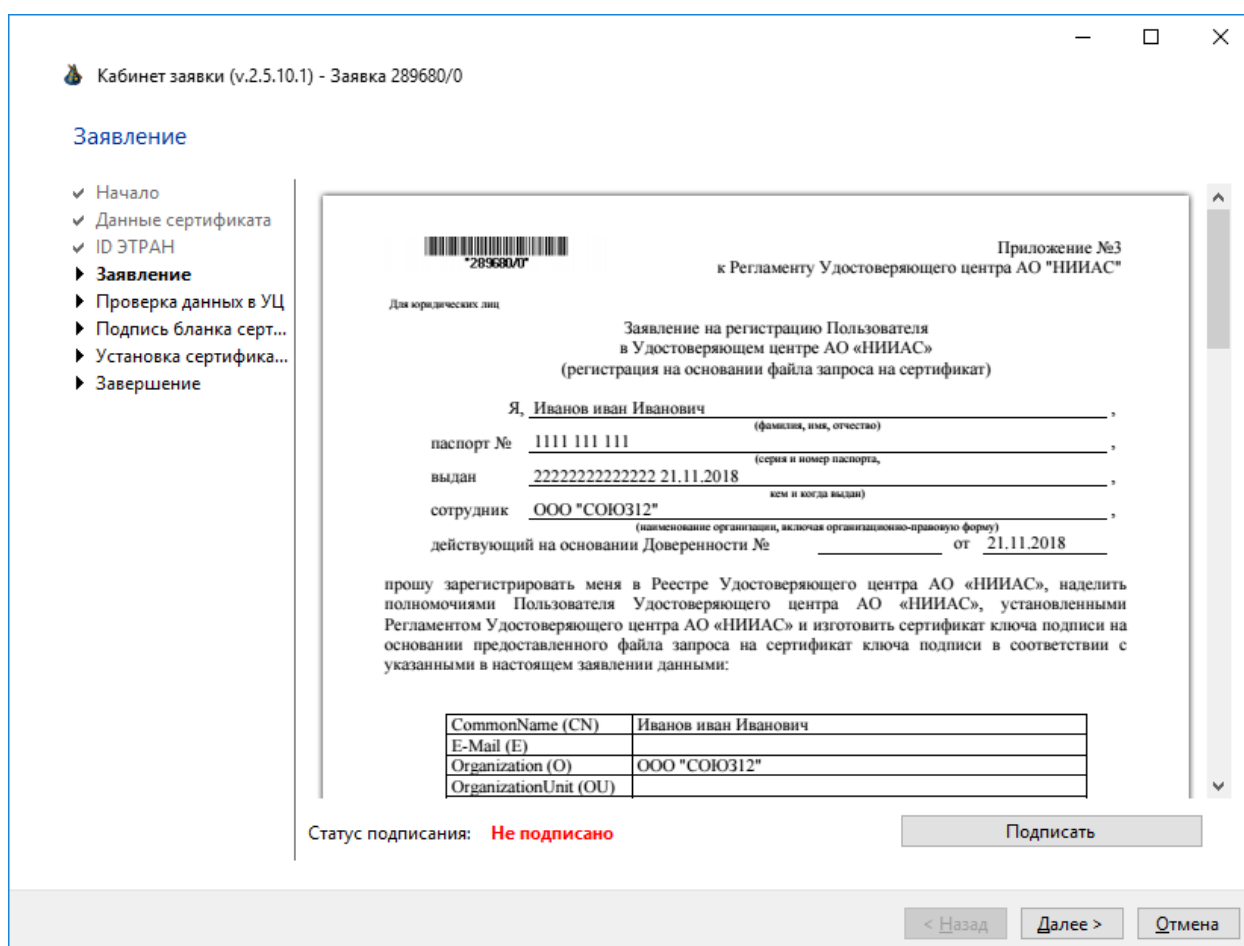 Кабинет заявки (v.2.5.10.1) - Заявка 289680/0
Заявление
Начало
Данные сертификата
ID ЭТРАН
Заявление
Проверка данных в УЦ
Подпись бланка серт...
Установка сертифика...
Завершение
*289680/0*
Приложение №3
к Регламенту Удостоверяющего центра АО "НИИАС"
Для юридических лиц
Заявление на регистрацию Пользователя
в Удостоверяющем центре АО «НИИАС»
(регистрация на основании файла запроса на сертификат)
Я, Иванов иван Иванович ,
(фамилия, имя, отчество)
паспорт № 1111 111 111 ,
(серия и номер паспорта,
выдан 22222222222222 21.11.2018 ,
кем и когда выдан)
сотрудник ООО "СОЮЗ12" ,
(наименование организации, включая организационно-правовую форму)
действующий на основании Доверенности № от 21.11.2018
прошу зарегистрировать меня в Реестре Удостоверяющего центра АО «НИИАС», наделить
полномочиями Пользователя Удостоверяющего центра АО «НИИАС», установленными
Регламентом Удостоверяющего центра АО «НИИАС» и изготовить сертификат ключа подписи на
основании предоставленного файла запроса на сертификат ключа подписи в соответствии с
указанными в настоящем заявлении данными:
CommonName (CN) Иванов иван Иванович
E-Mail (E)
Organization (O) ООО "СОЮЗ12"
OrganizationUnit (OU)
Статус подписания: Не подписано
Подписать
< Назад Далее > Отмена